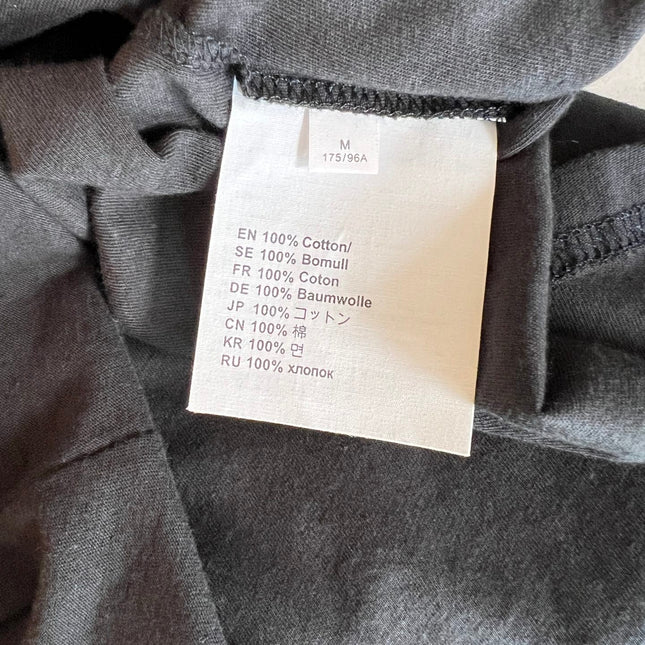 M
175/96A
EN 100% Cotton/
SE 100% Bomull
FR 100% Coton
DE 100% Baumwolle
JP 100% コットン
CN 100% 棉
KR 100% 면
RU 100% хлопок